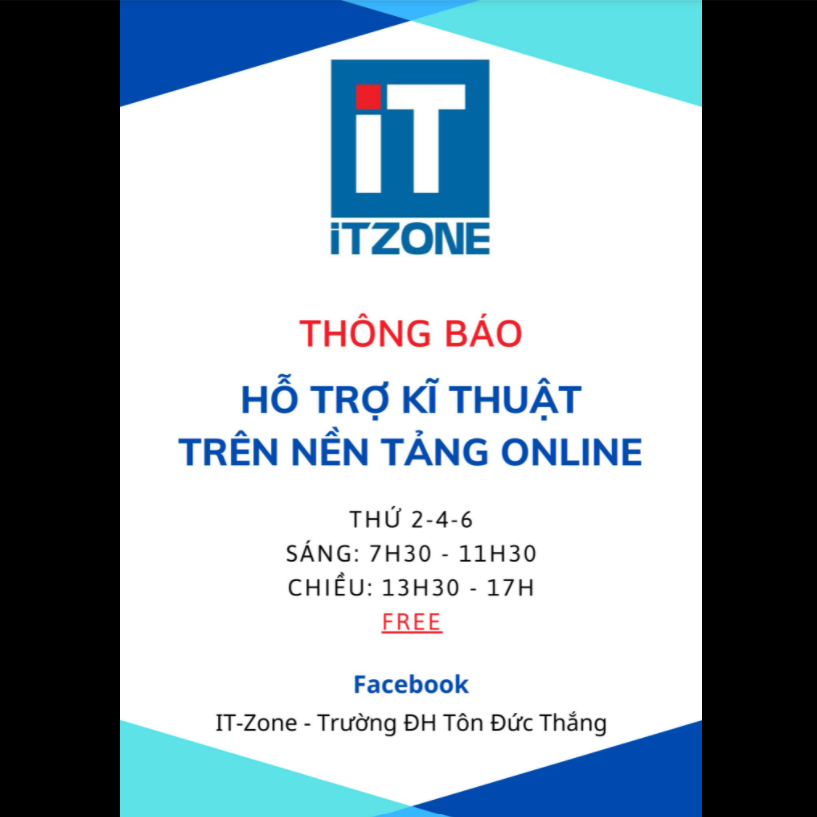 iT
iTZONE
THÔNG BÁO
HỖ TRỢ KĨ THUẬT
TRÊN NỀN TẢNG ONLINE
THỨ 2-4-6
SÁNG: 7H30 - 11H30
CHIỀU: 13H30 - 17H
FREE
Facebook
IT-Zone - Trường ĐH Tôn Đức Thắng